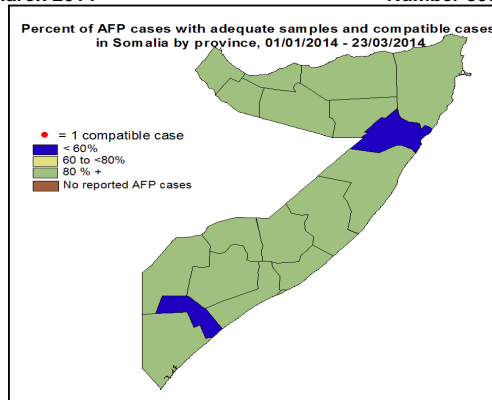 Percent of AFP cases with adequate samples and compatible cases
in Somalia by province, 01/01/2014 - 23/03/2014
= 1 compatible case
< 60%
60 to <80%
80 % +
No reported AFP cases